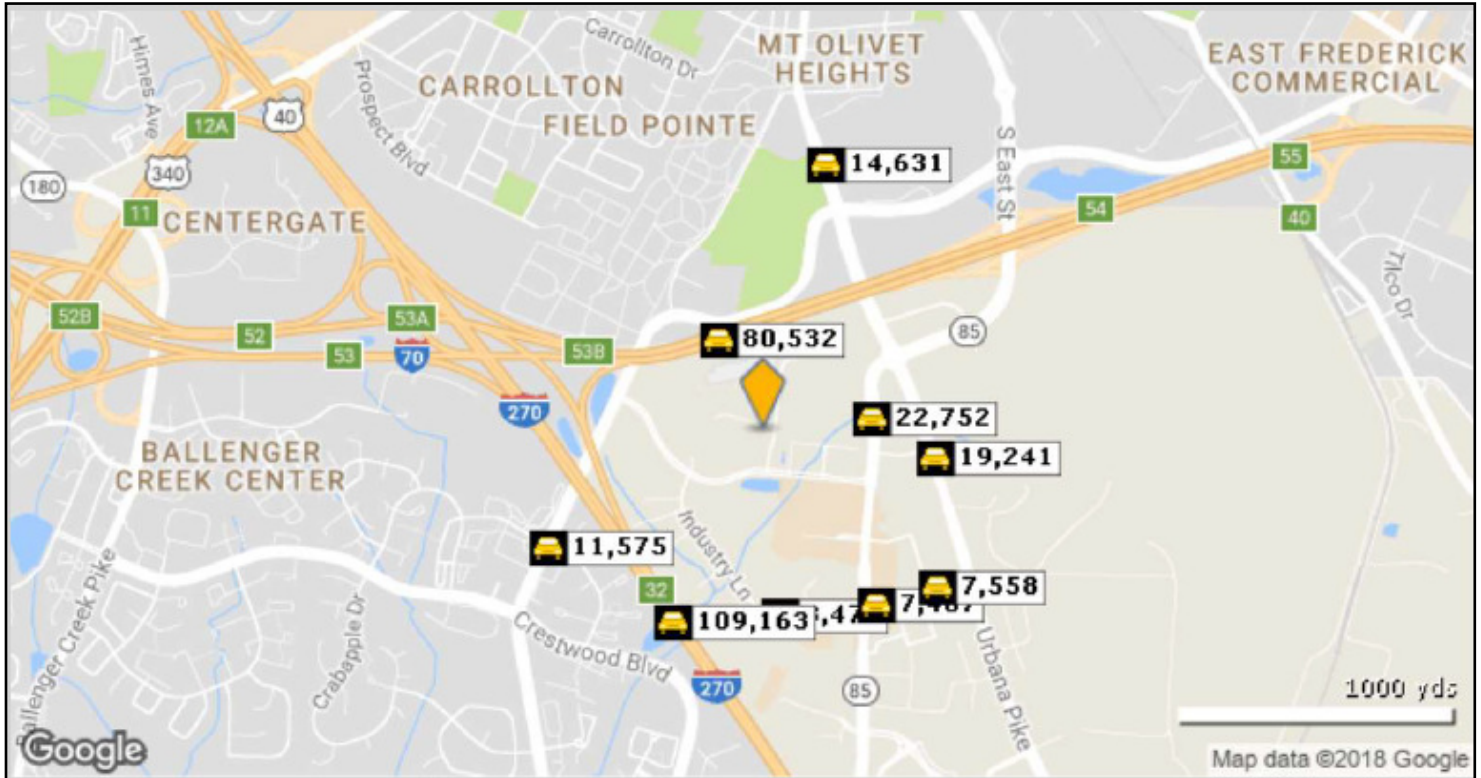 Himes Ave
Carrollton Dr
MT OLIVET
HEIGHTS
EAST FREDERICK
COMMERCIAL
Prospect Blvd
CARROLLTON
40
12A
FIELD POINTE
S East St
340
180
14,631
55
11
CENTERGATE
54
40
Tilco Dr
52B
52
53A
53
70
53B
80,532
85
270
22,752
19,241
BALLENGER
CREEK CENTER
Industry Ln
11,575
32
7,558
109,163
Ballenger Creek Pike
Crabapple Dr
Crestwood Blvd
Urbana Pike
270
85
1000 yds
Google
Map data ©2018 Google